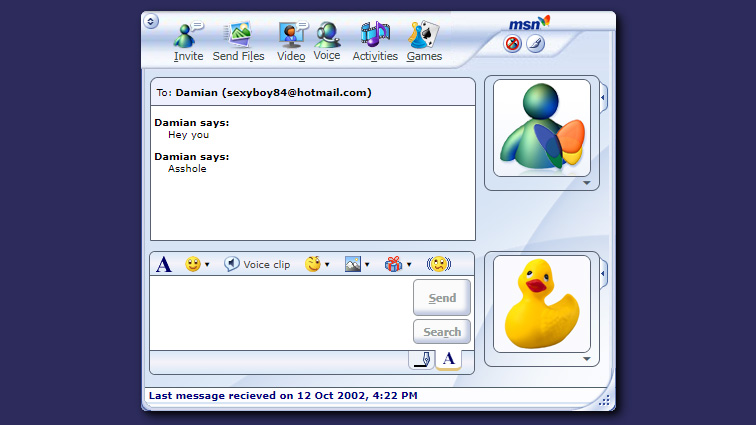 msn
Invite Send Files Video Voice Activities Games
To: Damian (sexyboy84@hotmail.com)
Damian says:
Hey you
Damian says:
Asshole
A Voice clip
Send
Search
A
Last message recieved on 12 Oct 2002, 4:22 PM